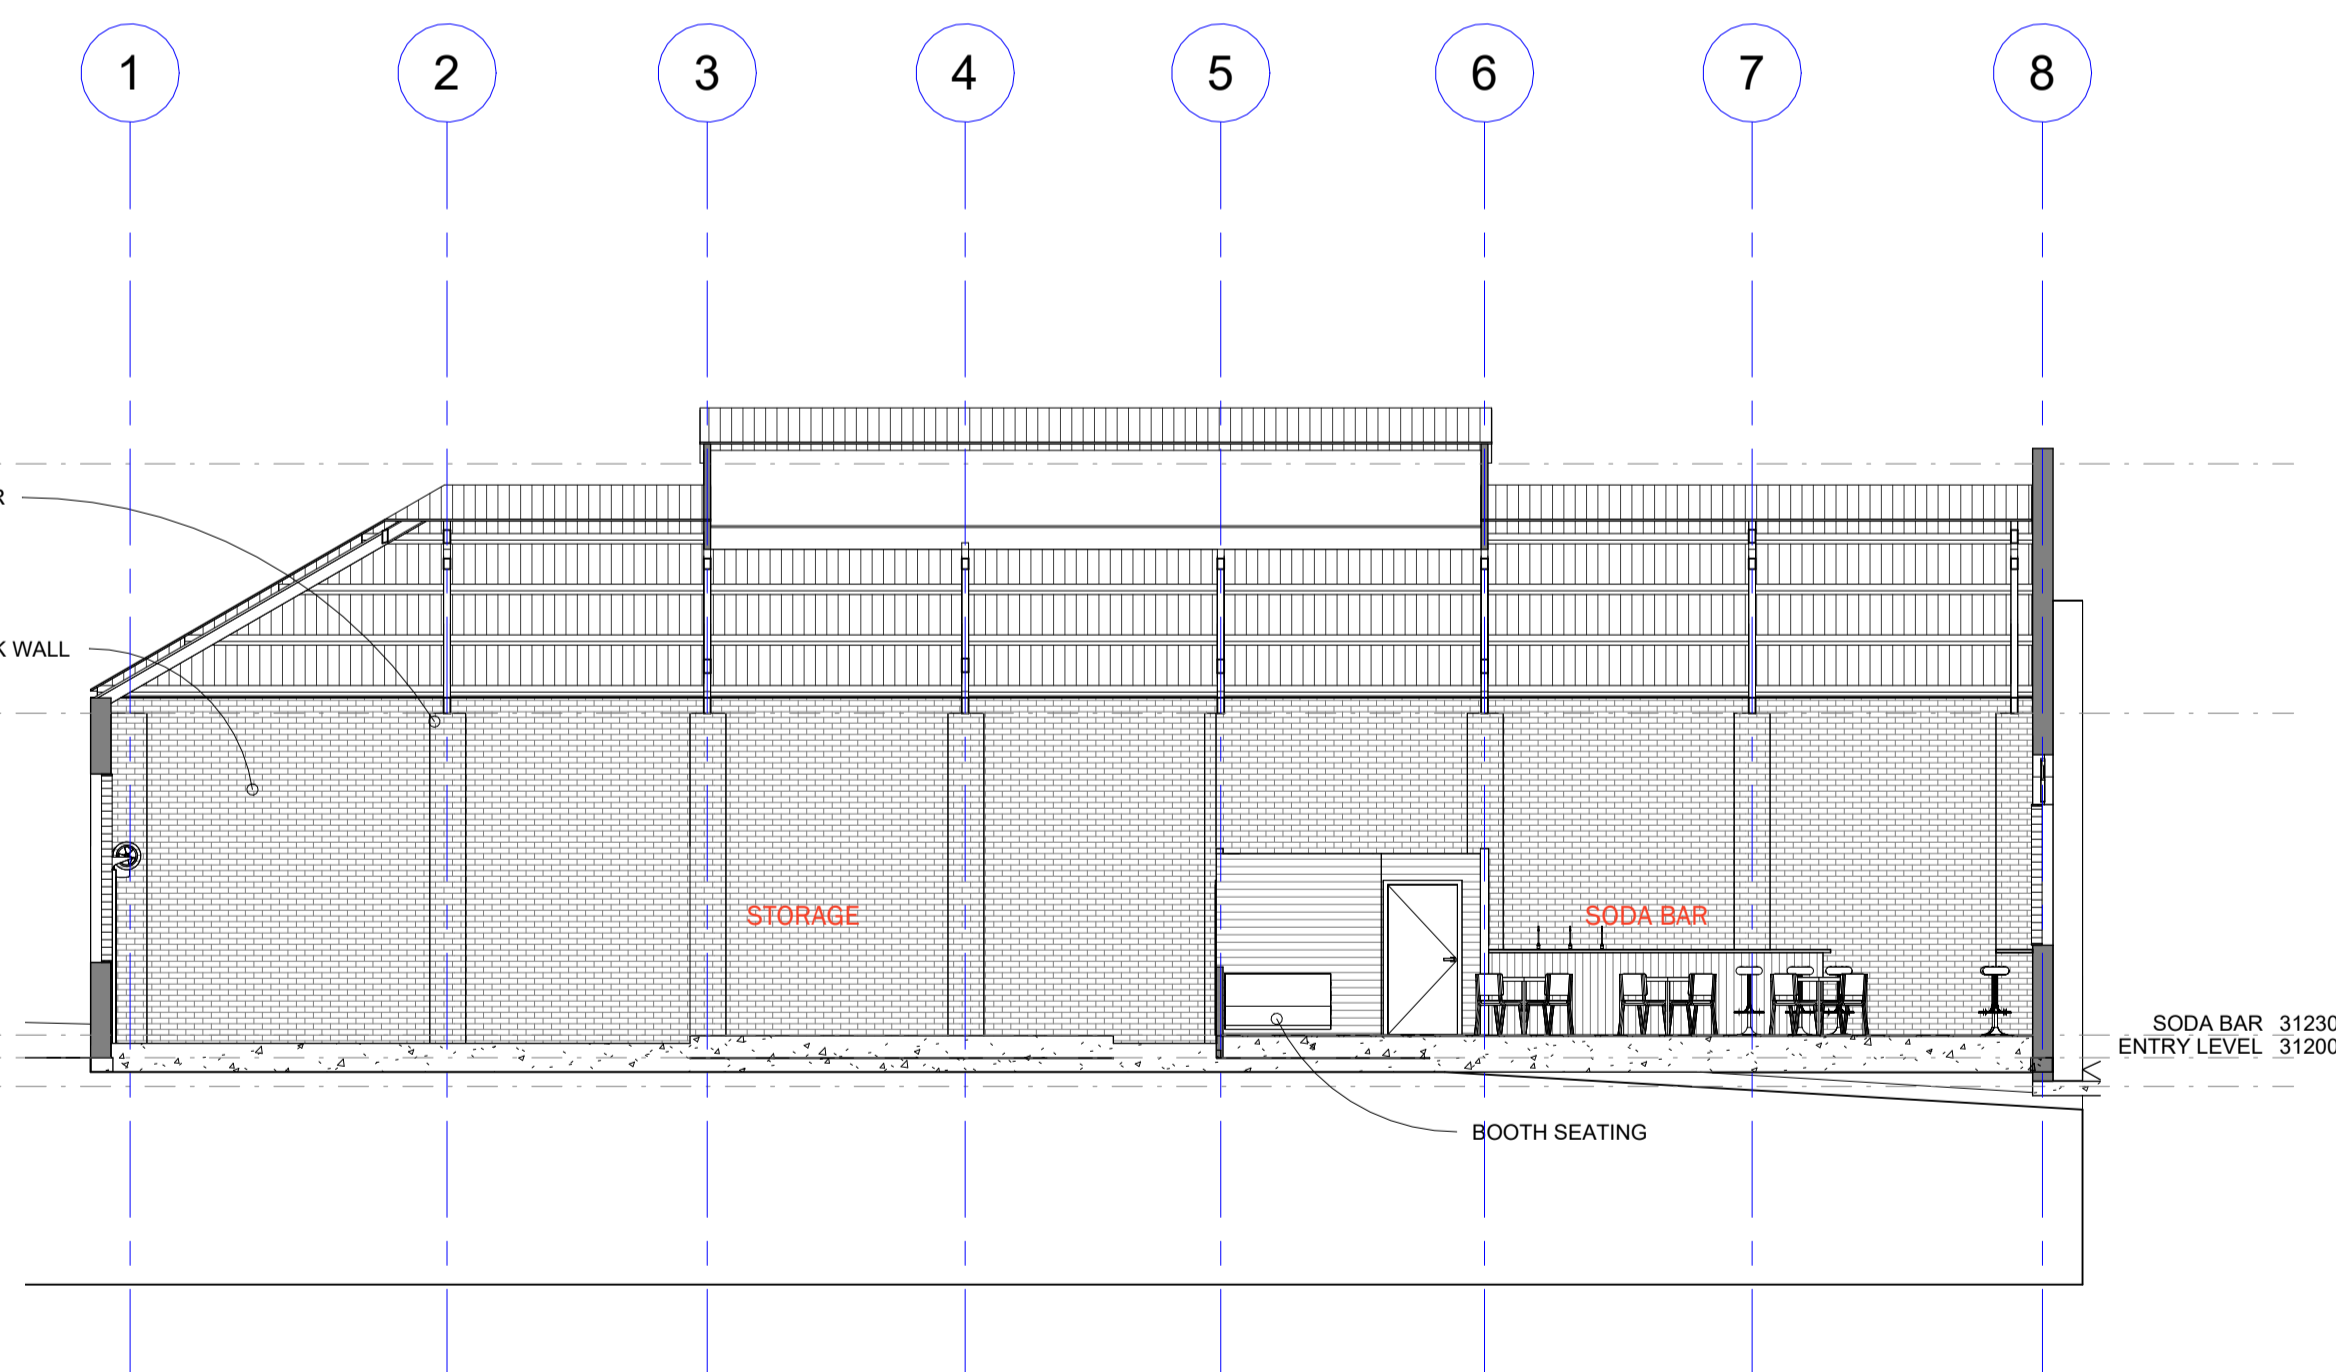 1 2 3 4 5 6 7 8
R
K WALL
STORAGE
SODA BAR
SODA BAR 31230
ENTRY LEVEL 31200
BOOTH SEATING